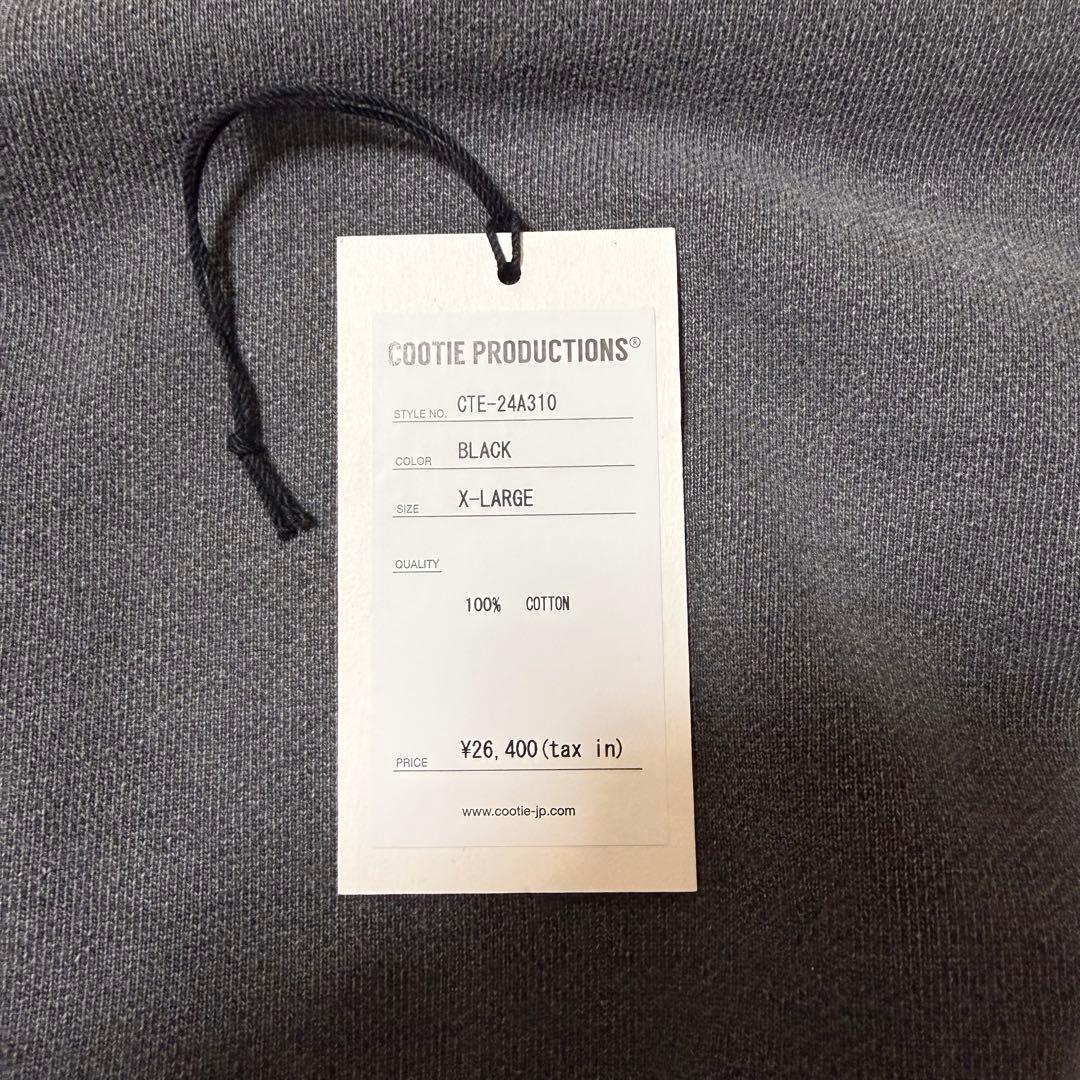 COOTIE PRODUCTIONS®
STYLE NO. CTE-24A310
COLOR BLACK
SIZE X-LARGE
QUALITY
100% COTTON
PRICE ¥26,400(tax in)
www.cootie-jp.com